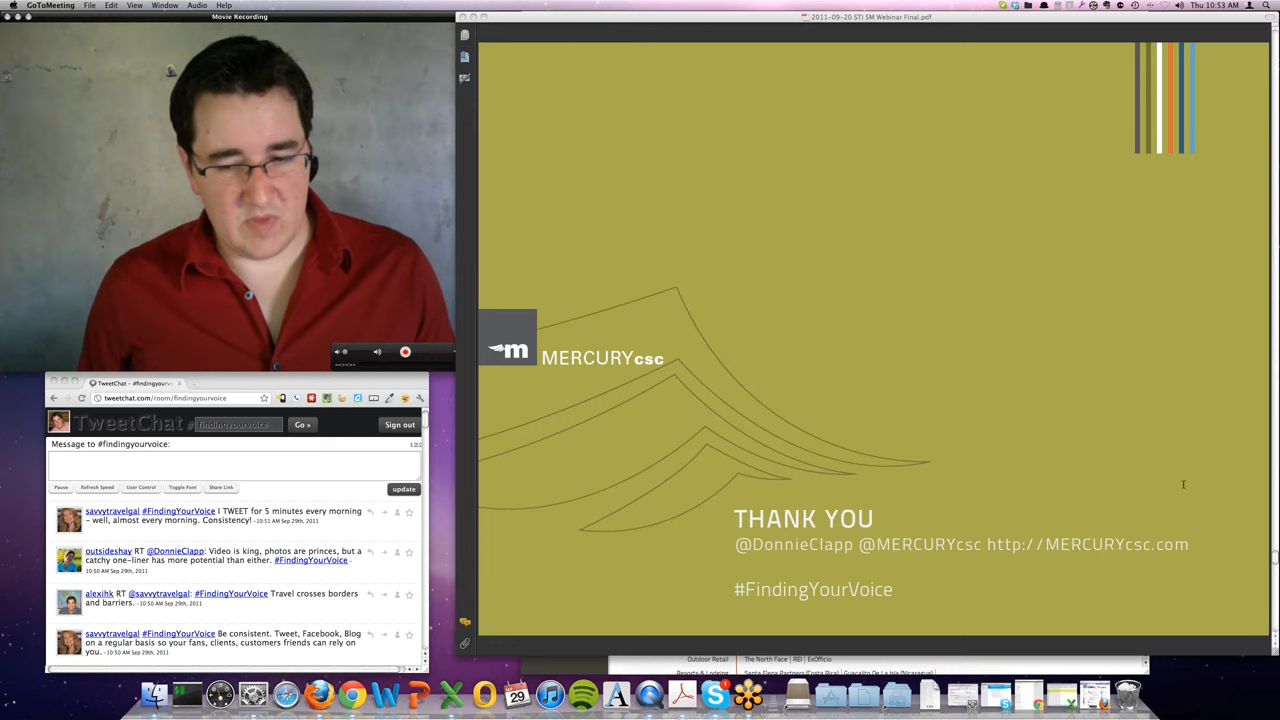 GoToMeeting File Edit View Window Audio Help
Thu 10:53 AM
Movie Recording
2011-09-20 STI SM Webinar Final.pdf
m MERCURYcsc
THANK YOU
@DonnieClapp @MERCURYcsc http://MERCURYcsc.com
#FindingYourVoice
TweetChat – #findingyourv
tweetchat.com/room/findingyourvoice
TweetChat # findingyourvoice Go » Sign out
Message to #findingyourvoice:
Pause Refresh Speed User Control Toggle Font Share Link update
savvytravelgal #FindingYourVoice I TWEET for 5 minutes every morning
– well, almost every morning. Consistency! -10:51 AM Sep 29th, 2011
outsideshay RT @DonnieClapp: Video is king, photos are princes, but a
catchy one-liner has more potential than either. #FindingYourVoice -
10:50 AM Sep 29th, 2011
alexihk RT @savvytravelgal: #FindingYourVoice Travel crosses borders
and barriers. -10:50 AM Sep 29th, 2011
savvytravelgal #FindingYourVoice Be consistent. Tweet, Facebook, Blog
on a regular basis so your fans, clients, customers friends can rely on
you. -10:50 AM Sep 29th, 2011
Outdoor Retail The North Face | REI | ExOfficio